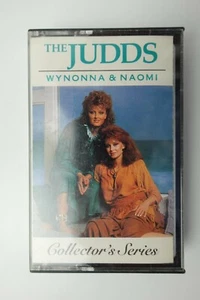 THE JUDDS
WYNONNA & NAOMI
Collector's Series